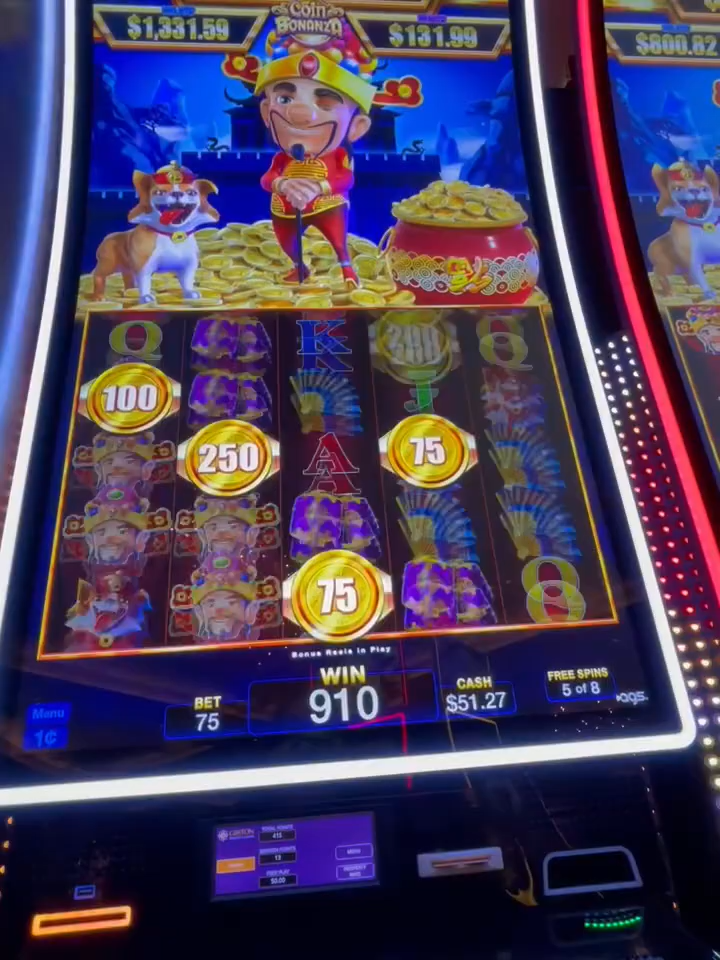 Coin
BONANZA
$1,331.59
$131.99
$800.82
Q
K
Q
100
J
250
A
75
75
Q
Bonus Reels in Play
Menu
1¢
BET
75
WIN
910
CASH
$51.27
FREE SPINS
5 of 8